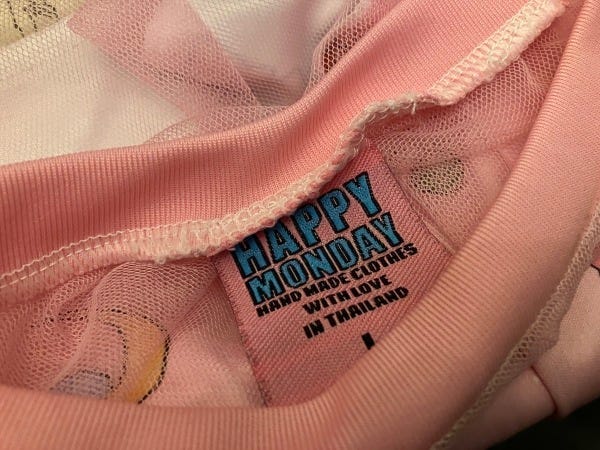 HAPPY
MONDAY
HAND MADE CLOTHES
WITH LOVE
IN THAILAND